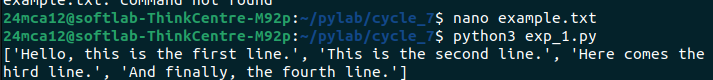 example.txt: command not found
24mca12@softlab-ThinkCentre-M92p:~/pylab/cycle_7$ nano example.txt
24mca12@softlab-ThinkCentre-M92p:~/pylab/cycle_7$ python3 exp_1.py
['Hello, this is the first line.', 'This is the second line.', 'Here comes the
hird line.', 'And finally, the fourth line.']